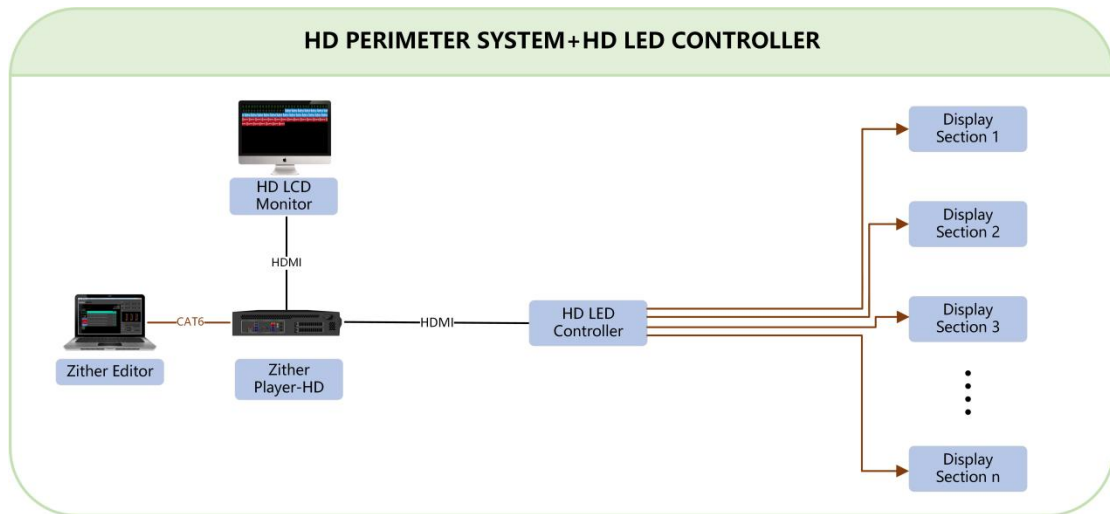 HD PERIMETER SYSTEM+HD LED CONTROLLER
HD LCD
Monitor
HDMI
CAT6
HDMI
Zither Editor
Zither
Player-HD
HD LED
Controller
Display
Section 1
Display
Section 2
Display
Section 3
Display
Section n